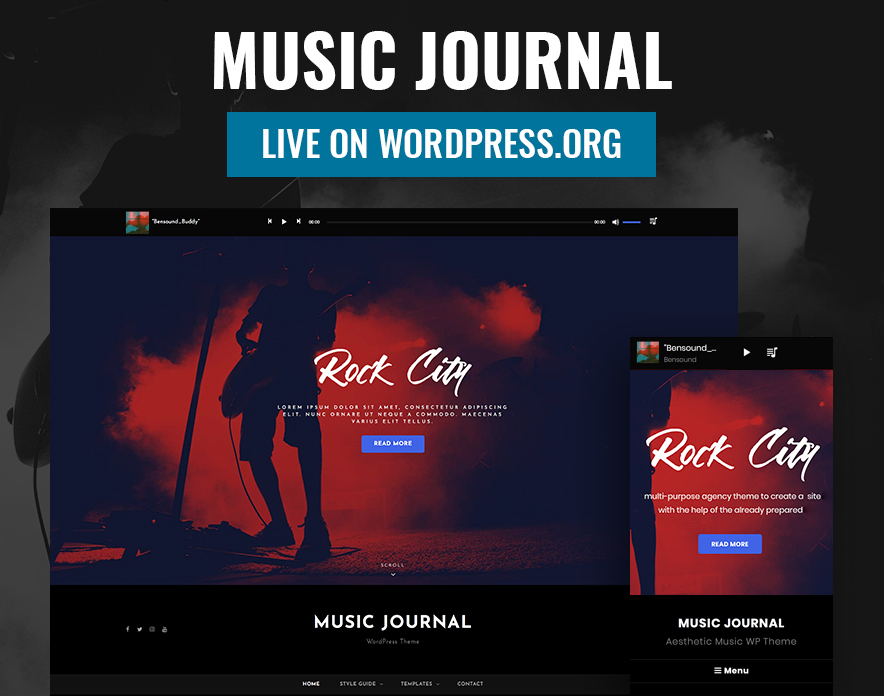 MUSIC JOURNAL
LIVE ON WORDPRESS.ORG
"Bensound_Buddy"
00:00
00:00
Rock City
LOREM IPSUM DOLOR SIT AMET, CONSECTETUR ADIPISCING
ELIT. NUNC ORNARE UT NEQUE A COMMODO. MAECENAS
VARIUS ELIT TELLUS.
READ MORE
SCROLL
MUSIC JOURNAL
WordPress Theme
HOME STYLE GUIDE TEMPLATES CONTACT
"Bensound_...
Bensound
Rock City
multi-purpose agency theme to create a site
with the help of the already prepared
READ MORE
MUSIC JOURNAL
Aesthetic Music WP Theme
Menu